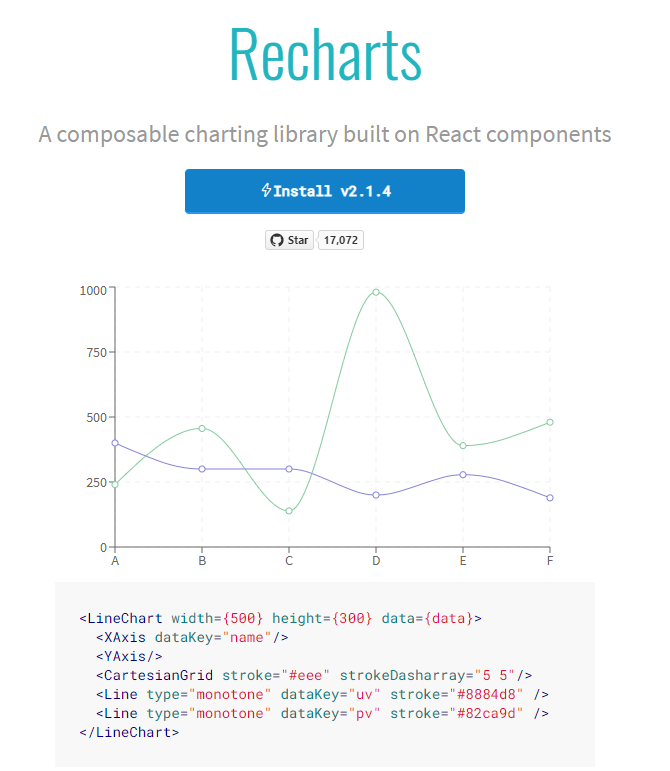 Recharts
A composable charting library built on React components
Install v2.1.4
Star 17,072
1000
750
500
250
0
A B C D E F
<LineChart width={500} height={300} data={data}>
  <XAxis dataKey="name"/>
  <YAxis/>
  <CartesianGrid stroke="#eee" strokeDasharray="5 5"/>
  <Line type="monotone" dataKey="uv" stroke="#8884d8" />
  <Line type="monotone" dataKey="pv" stroke="#82ca9d" />
</LineChart>